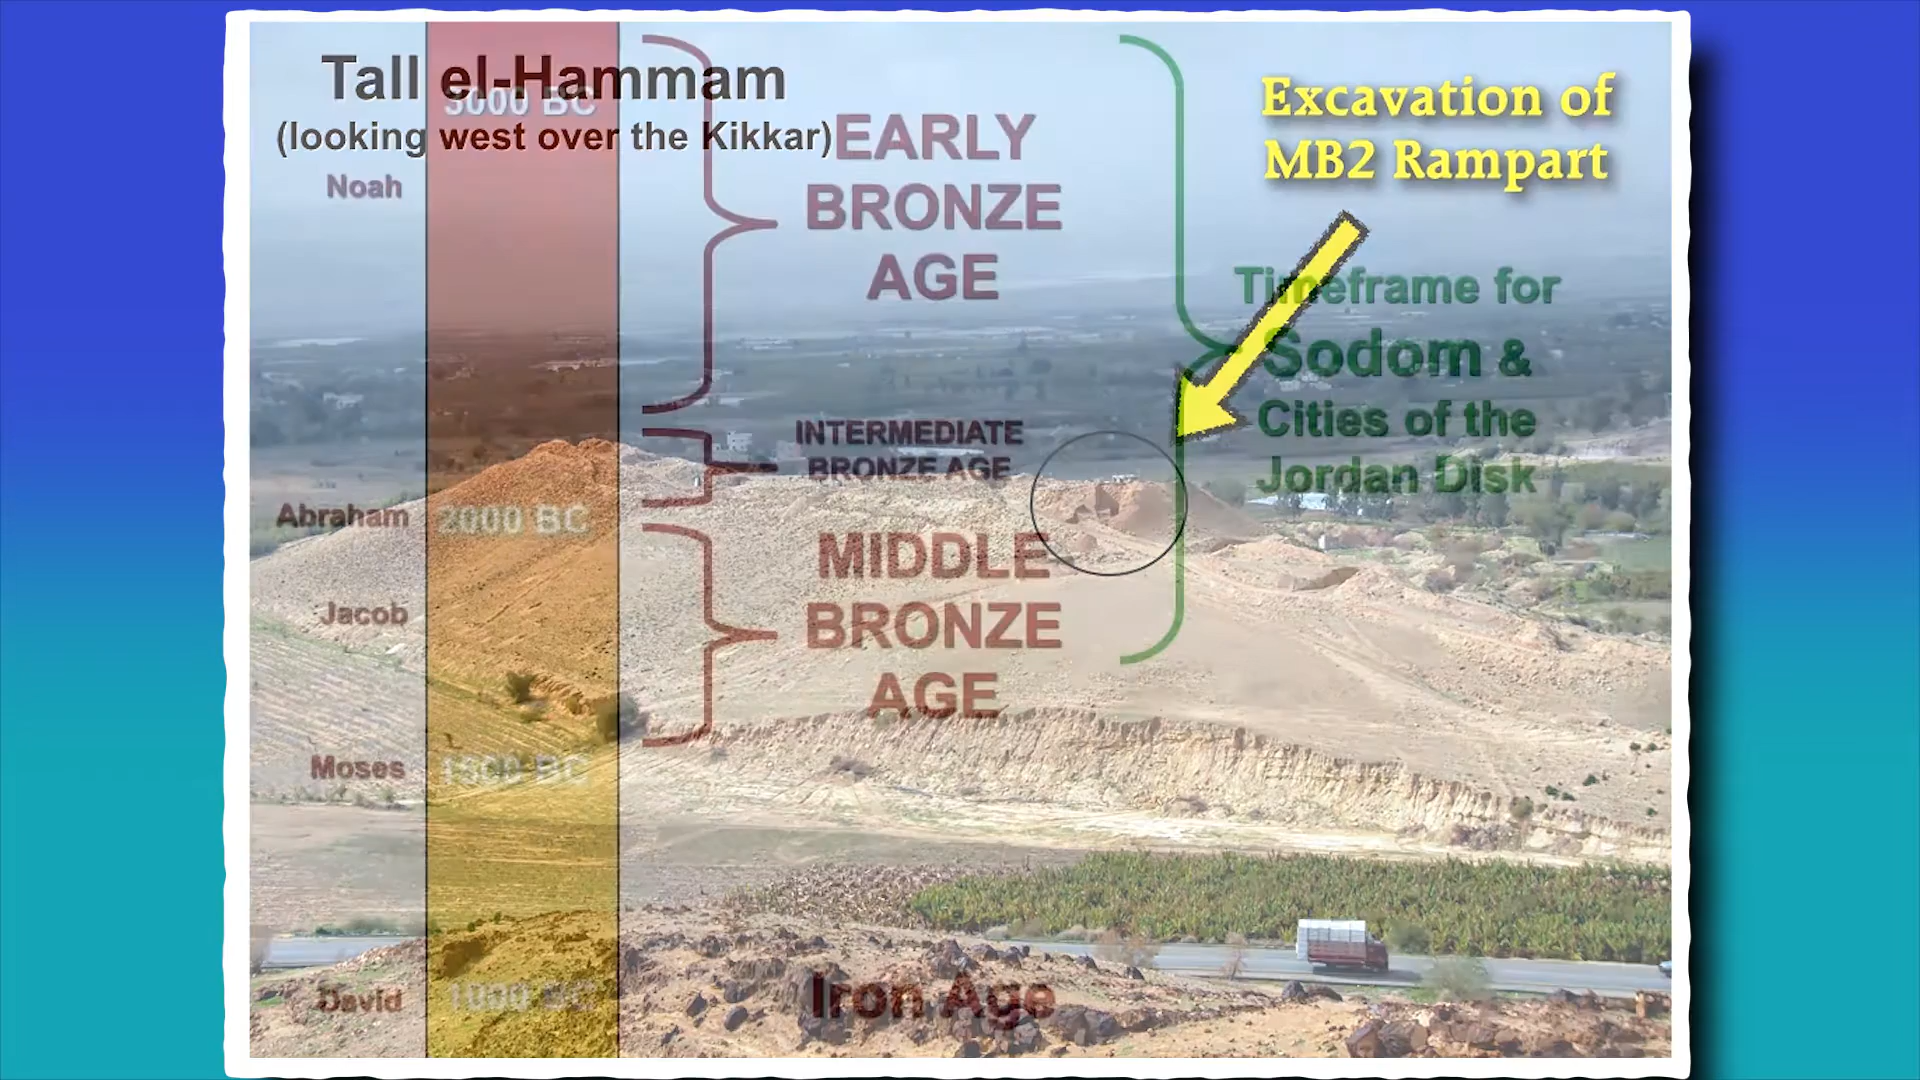 Tall el-Hammam
(looking west over the Kikkar)
3000 BC
Noah
EARLY
BRONZE
AGE
Excavation of
MB2 Rampart
Timeframe for
Sodom &
Cities of the
Jordan Disk
INTERMEDIATE
BRONZE AGE
Abraham
2000 BC
MIDDLE
BRONZE
AGE
Jacob
Moses
1500 BC
David
1000 BC
Iron Age